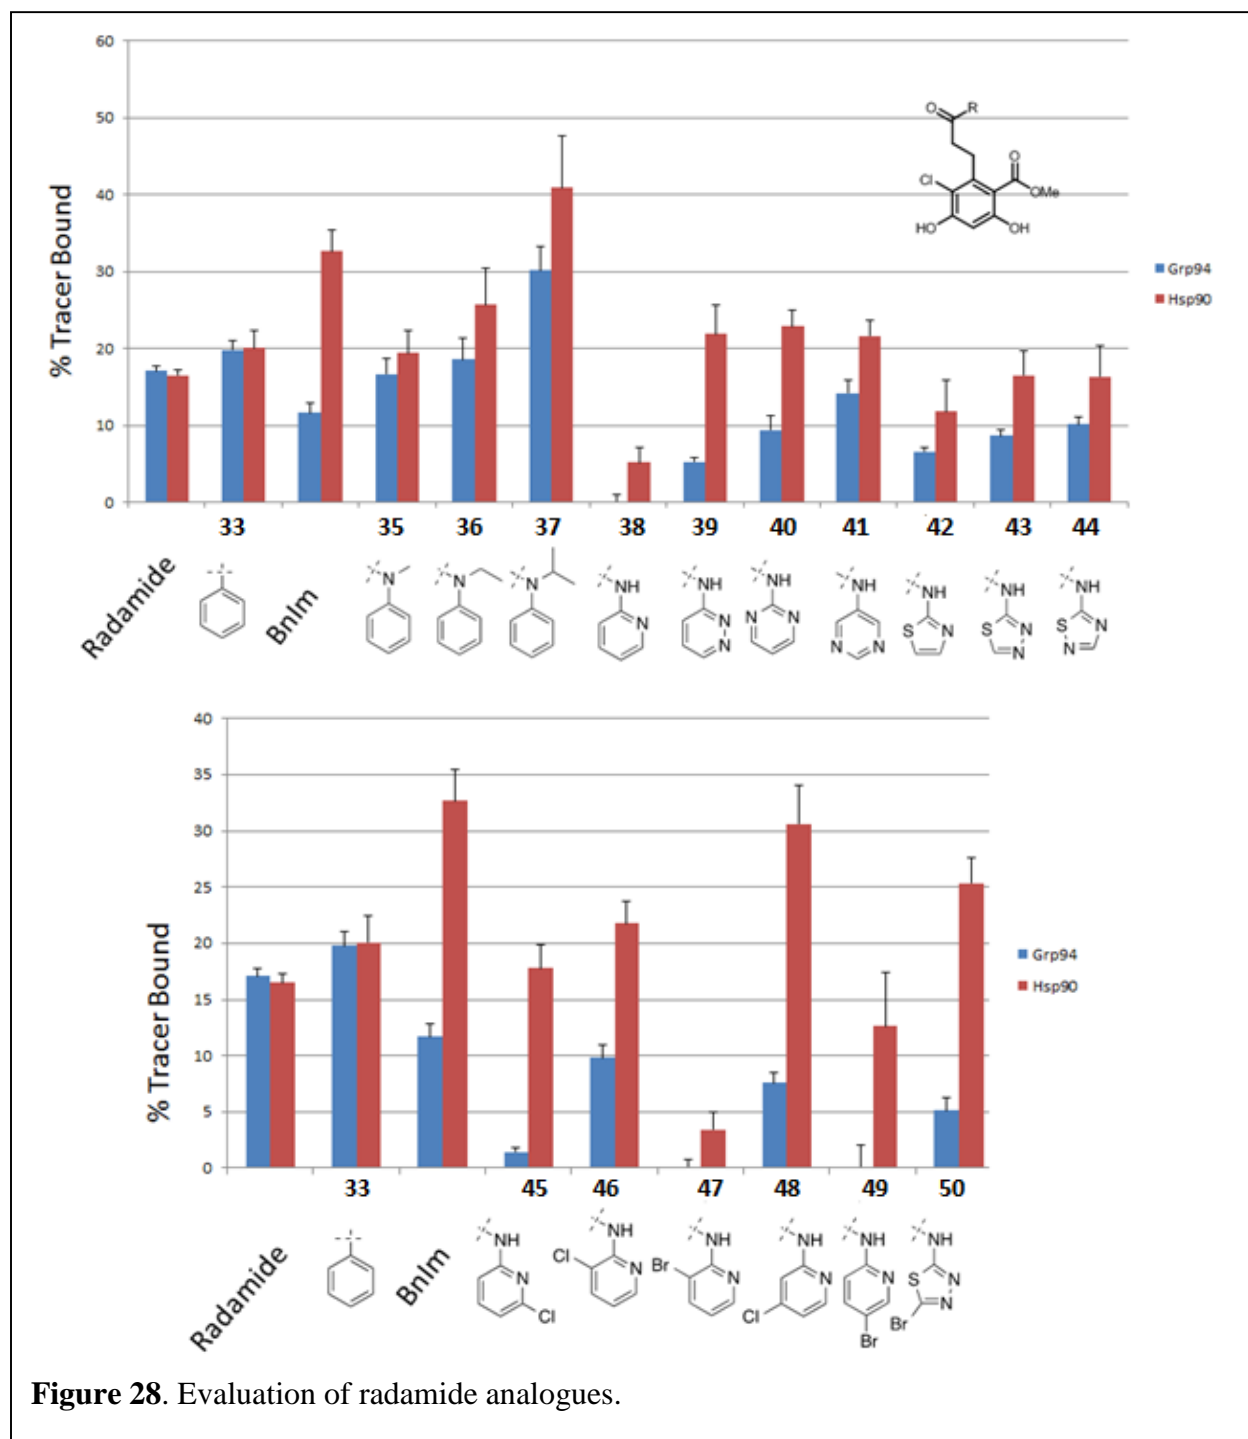 60
50
40
30
20
10
0
% Tracer Bound
O
R
Cl
O
OMe
HO
OH
Grp94
Hsp90
33
35
36
37
38
39
40
41
42
43
44
Radamide
BnIm
N
N
N
NH
N
NH
N
N
NH
N
N
NH
N
N
NH
S
N
NH
S
N
N
NH
S
N
N
40
35
30
25
20
15
10
5
0
% Tracer Bound
Grp94
Hsp90
33
45
46
47
48
49
50
Radamide
BnIm
NH
N
Cl
NH
Cl
N
NH
Br
N
NH
N
Cl
NH
N
Br
NH
S
N
N
Br
Figure 28. Evaluation of radamide analogues.